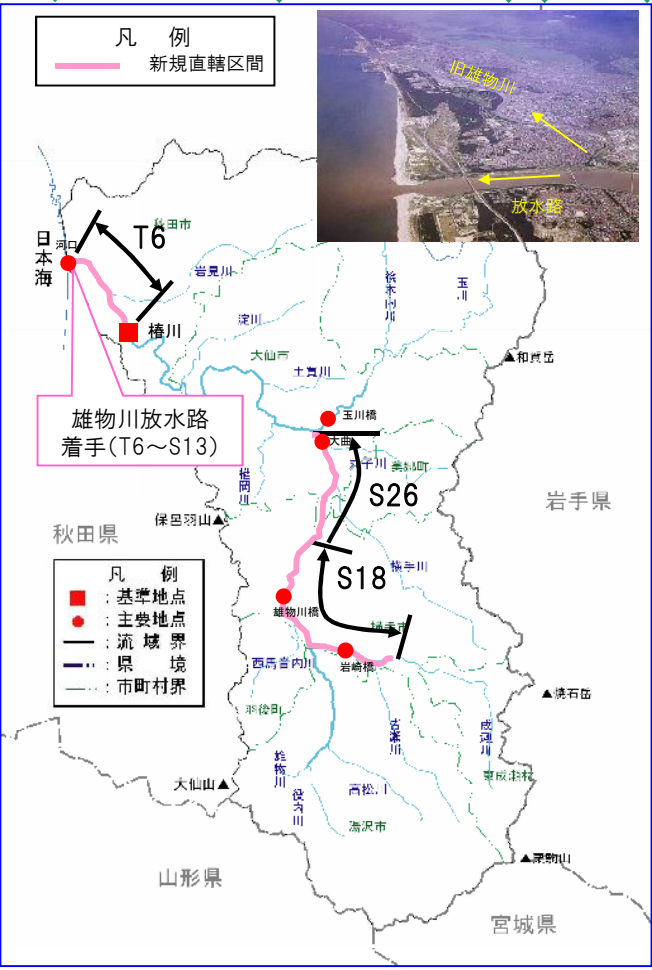 凡 例
新規直轄区間
旧雄物川
放水路
日本海
河口
T6
秋田市
岩見川
椿川
淀川
桧木内川
玉川
大仙市
土買川
▲和賀岳
雄物川放水路
着手(T6～S13)
玉川橋
大曲
丸子川
美郷町
楢岡川
S26
岩手県
保呂羽山▲
秋田県
S18
横手川
凡 例
：基準地点
：主要地点
：流域界
：県 境
：市町村界
雄物川橋
横手市
西馬音内川
岩崎橋
羽後町
皆瀬川
成瀬川
▲焼石岳
雄物川
役内川
高松川
東成瀬村
大仙山▲
湯沢市
▲栗駒山
山形県
宮城県